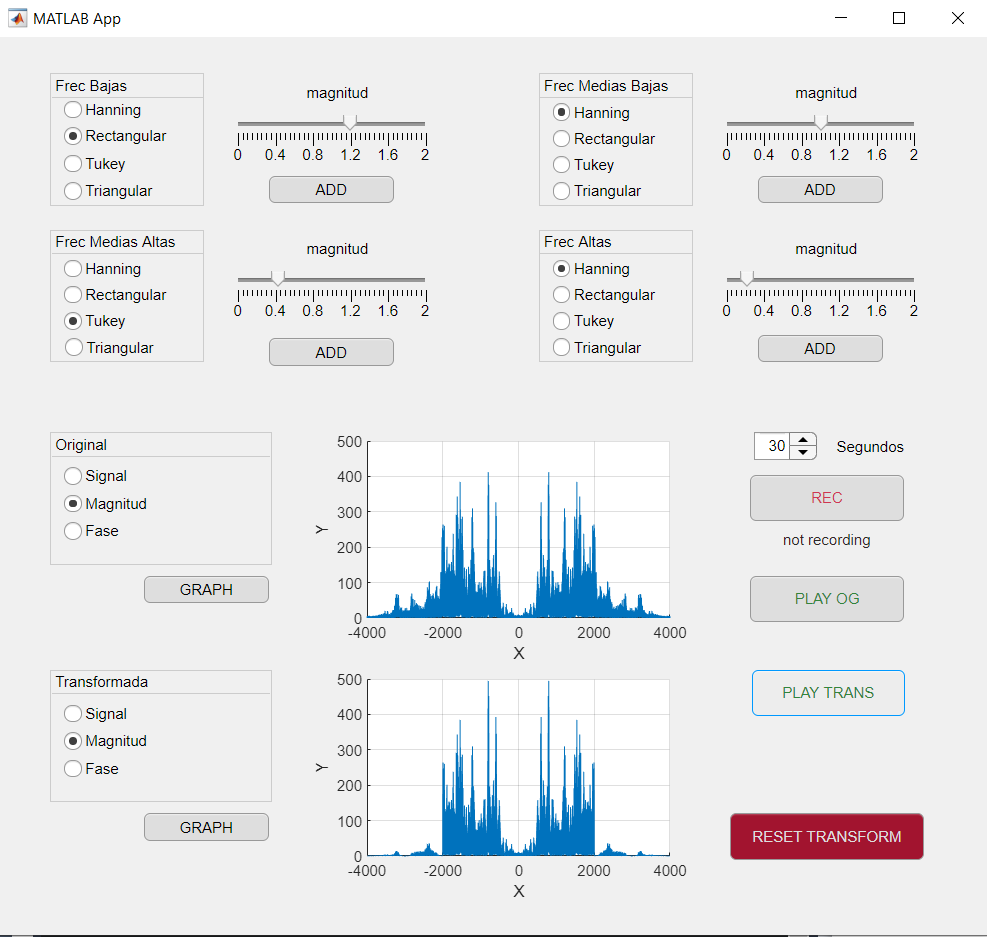 MATLAB App
Frec Bajas
Hanning
Rectangular
Tukey
Triangular
magnitud
0 0.4 0.8 1.2 1.6 2
ADD
Frec Medias Bajas
Hanning
Rectangular
Tukey
Triangular
magnitud
0 0.4 0.8 1.2 1.6 2
ADD
Frec Medias Altas
Hanning
Rectangular
Tukey
Triangular
magnitud
0 0.4 0.8 1.2 1.6 2
ADD
Frec Altas
Hanning
Rectangular
Tukey
Triangular
magnitud
0 0.4 0.8 1.2 1.6 2
ADD
Original
Signal
Magnitud
Fase
GRAPH
500
400
300
200
100
0
Y
-4000 -2000 0 2000 4000
X
30 Segundos
REC
not recording
PLAY OG
Transformada
Signal
Magnitud
Fase
GRAPH
500
400
300
200
100
0
Y
-4000 -2000 0 2000 4000
X
PLAY TRANS
RESET TRANSFORM